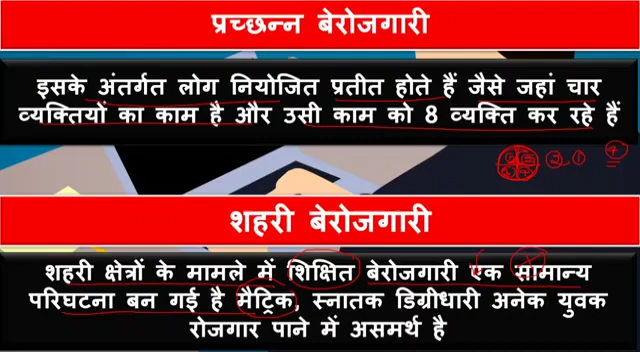 प्रच्छन्न बेरोजगारी
इसके अंतर्गत लोग नियोजित प्रतीत होते हैं जैसे जहां चार
व्यक्तियों का काम है और उसी काम को 8 व्यक्ति कर रहे हैं
शहरी बेरोजगारी
शहरी क्षेत्रों के मामले में शिक्षित बेरोजगारी एक सामान्य
परिघटना बन गई है मैट्रिक, स्नातक डिग्रीधारी अनेक युवक
रोजगार पाने में असमर्थ है